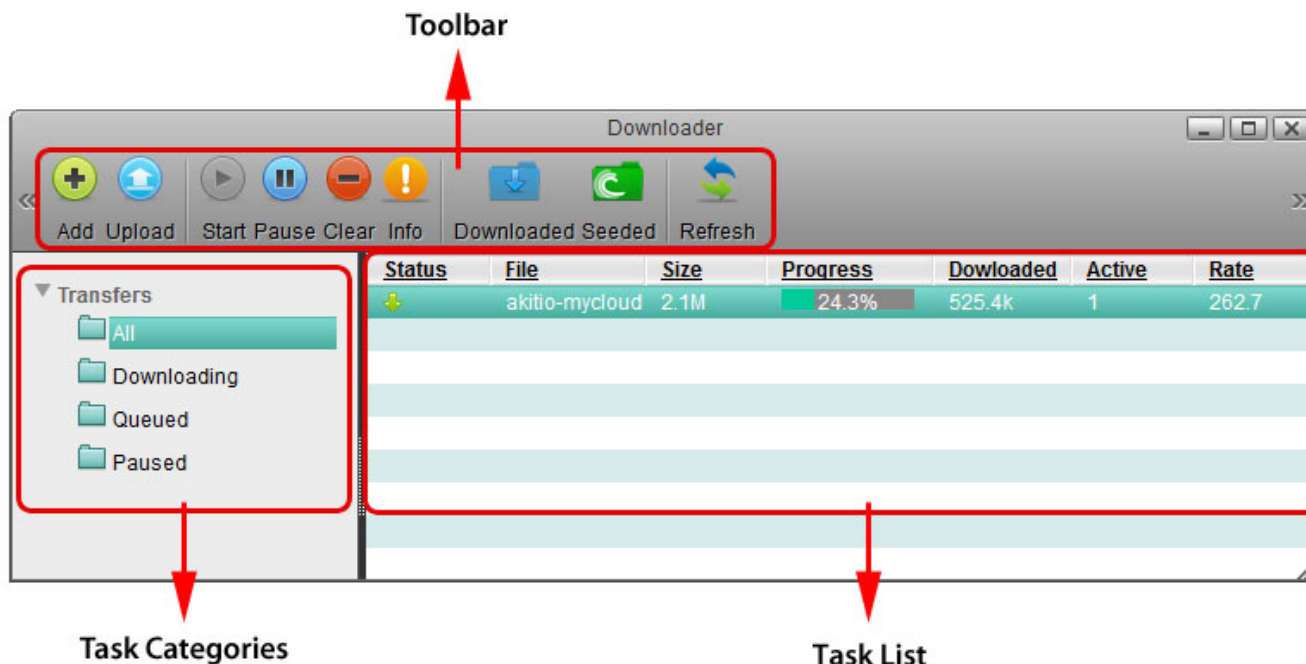 Toolbar
Downloader
Add Upload Start Pause Clear Info Downloaded Seeded Refresh
Status File Size Progress Dowloaded Active Rate
akitio-mycloud 2.1M 24.3% 525.4k 1 262.7
Transfers
All
Downloading
Queued
Paused
Task Categories
Task List